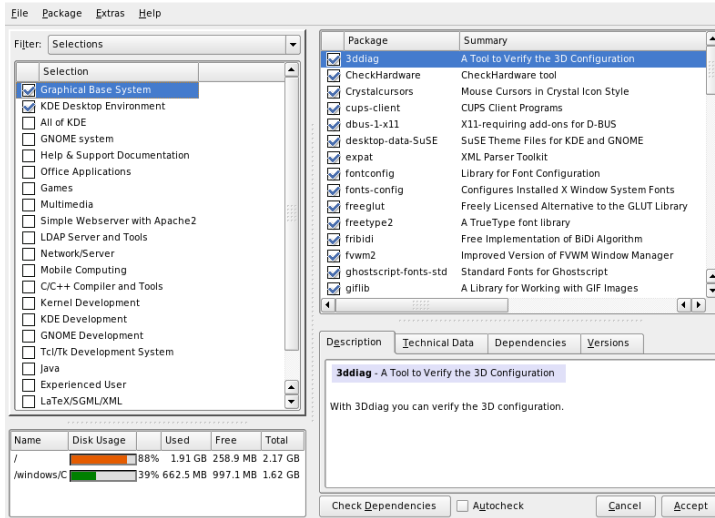 File Package Extras Help
Filter: Selections
Selection
Graphical Base System
KDE Desktop Environment
All of KDE
GNOME system
Help & Support Documentation
Office Applications
Games
Multimedia
Simple Webserver with Apache2
LDAP Server and Tools
Network/Server
Mobile Computing
C/C++ Compiler and Tools
Kernel Development
KDE Development
GNOME Development
Tcl/Tk Development System
Java
Experienced User
LaTeX/SGML/XML
Name Disk Usage Used Free Total
/ 88% 1.91 GB 258.9 MB 2.17 GB
/windows/C 39% 662.5 MB 997.1 MB 1.62 GB
Package Summary
3ddiag A Tool to Verify the 3D Configuration
CheckHardware CheckHardware tool
Crystalcursors Mouse Cursors in Crystal Icon Style
cups-client CUPS Client Programs
dbus-1-x11 X11-requiring add-ons for D-BUS
desktop-data-SuSE SuSE Theme Files for KDE and GNOME
expat XML Parser Toolkit
fontconfig Library for Font Configuration
fonts-config Configures Installed X Window System Fonts
freeglut Freely Licensed Alternative to the GLUT Library
freetype2 A TrueType font library
fribidi Free Implementation of BiDi Algorithm
fvwm2 Improved Version of FVWM Window Manager
ghostscript-fonts-std Standard Fonts for Ghostscript
giflib A Library for Working with GIF Images
Description Technical Data Dependencies Versions
3ddiag - A Tool to Verify the 3D Configuration
With 3Ddiag you can verify the 3D configuration.
Check Dependencies Autocheck Cancel Accept